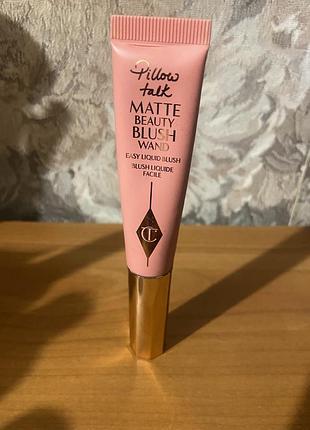 Pillow
talk
MATTE
BEAUTY
BLUSH
WAND
EASY LIQUID BLUSH
BLUSH LIQUIDE
FACILE
CT